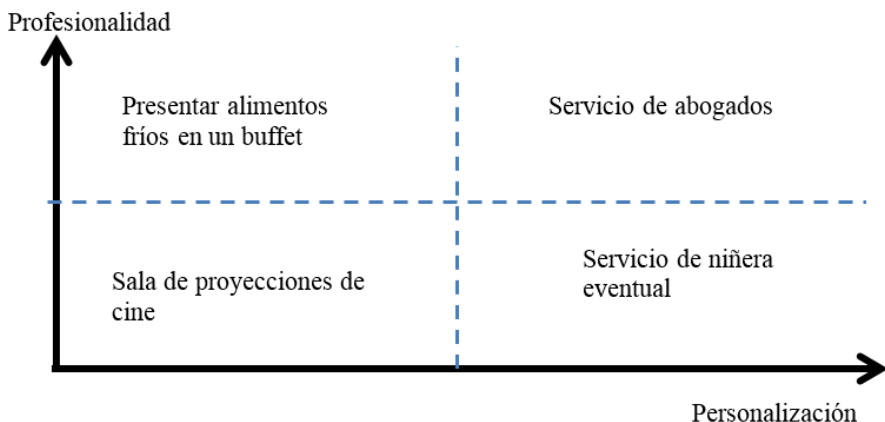 Profesionalidad
Presentar alimentos
fríos en un buffet
Servicio de abogados
Sala de proyecciones de
cine
Servicio de niñera
eventual
Personalización